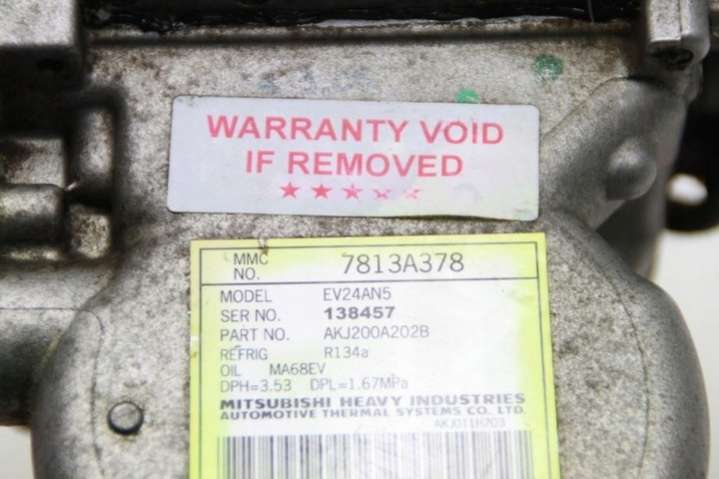 WARRANTY VOID
IF REMOVED
★★★★★
MMC NO. 7813A378
MODEL EV24AN5
SER NO. 138457
PART NO. AKJ200A202B
REFRIG R134a
OIL MA68EV
DPH=3.53 DPL=1.67MPa
MITSUBISHI HEAVY INDUSTRIES
AUTOMOTIVE THERMAL SYSTEMS CO. LTD.
AKJ011H703